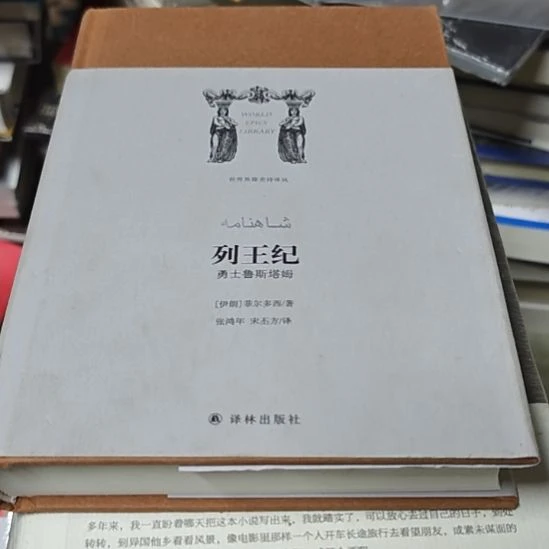 WORLD
EPICS
LIBRARY
世界英雄史诗译丛
شاهنامه
列王纪
勇士鲁斯塔姆
[伊朗]菲尔多西/著
张鸿年 宋丕方/译
译林出版社
多年来,我一直盼着哪天把这本小说写出来,我就踏实了,可以放心去过自己的日子,到处
转转,到异国他乡看看风景,像电影里那样一个人开车长途旅行去看望朋友,或素未谋面的